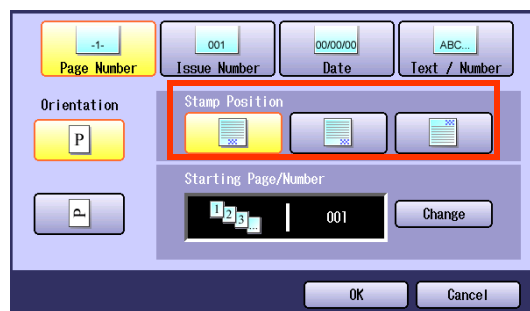 -1-
Page Number
001
Issue Number
00/00/00
Date
ABC...
Text / Number
Orientation
P
P
Stamp Position
Starting Page/Number
1 2 3...
001
Change
OK
Cancel